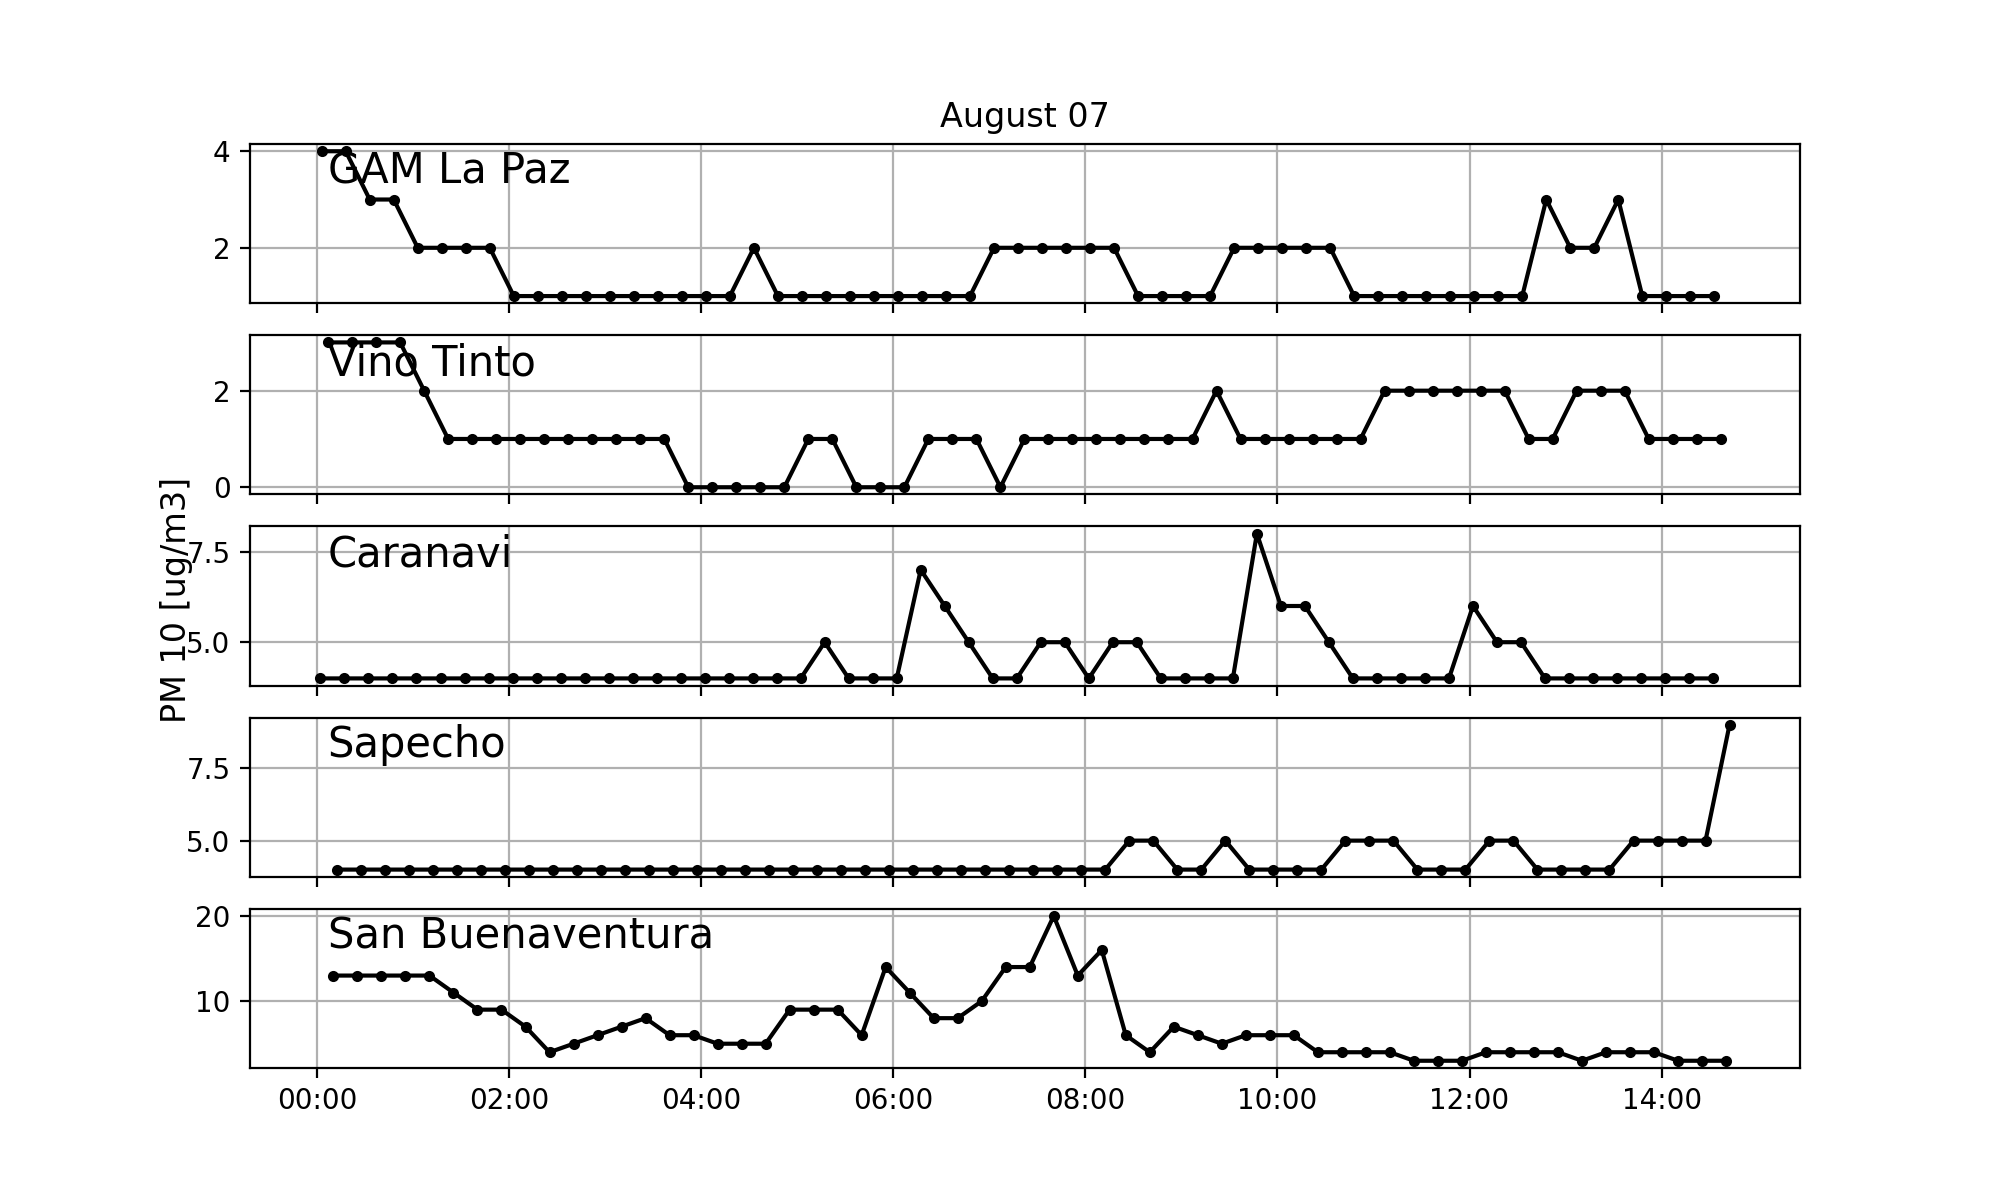 August 07
PM 10 [ug/m3]
4
2
GAM La Paz
2
0
Vino Tinto
7.5
5.0
Caranavi
7.5
5.0
Sapecho
20
10
San Buenaventura
00:00 02:00 04:00 06:00 08:00 10:00 12:00 14:00